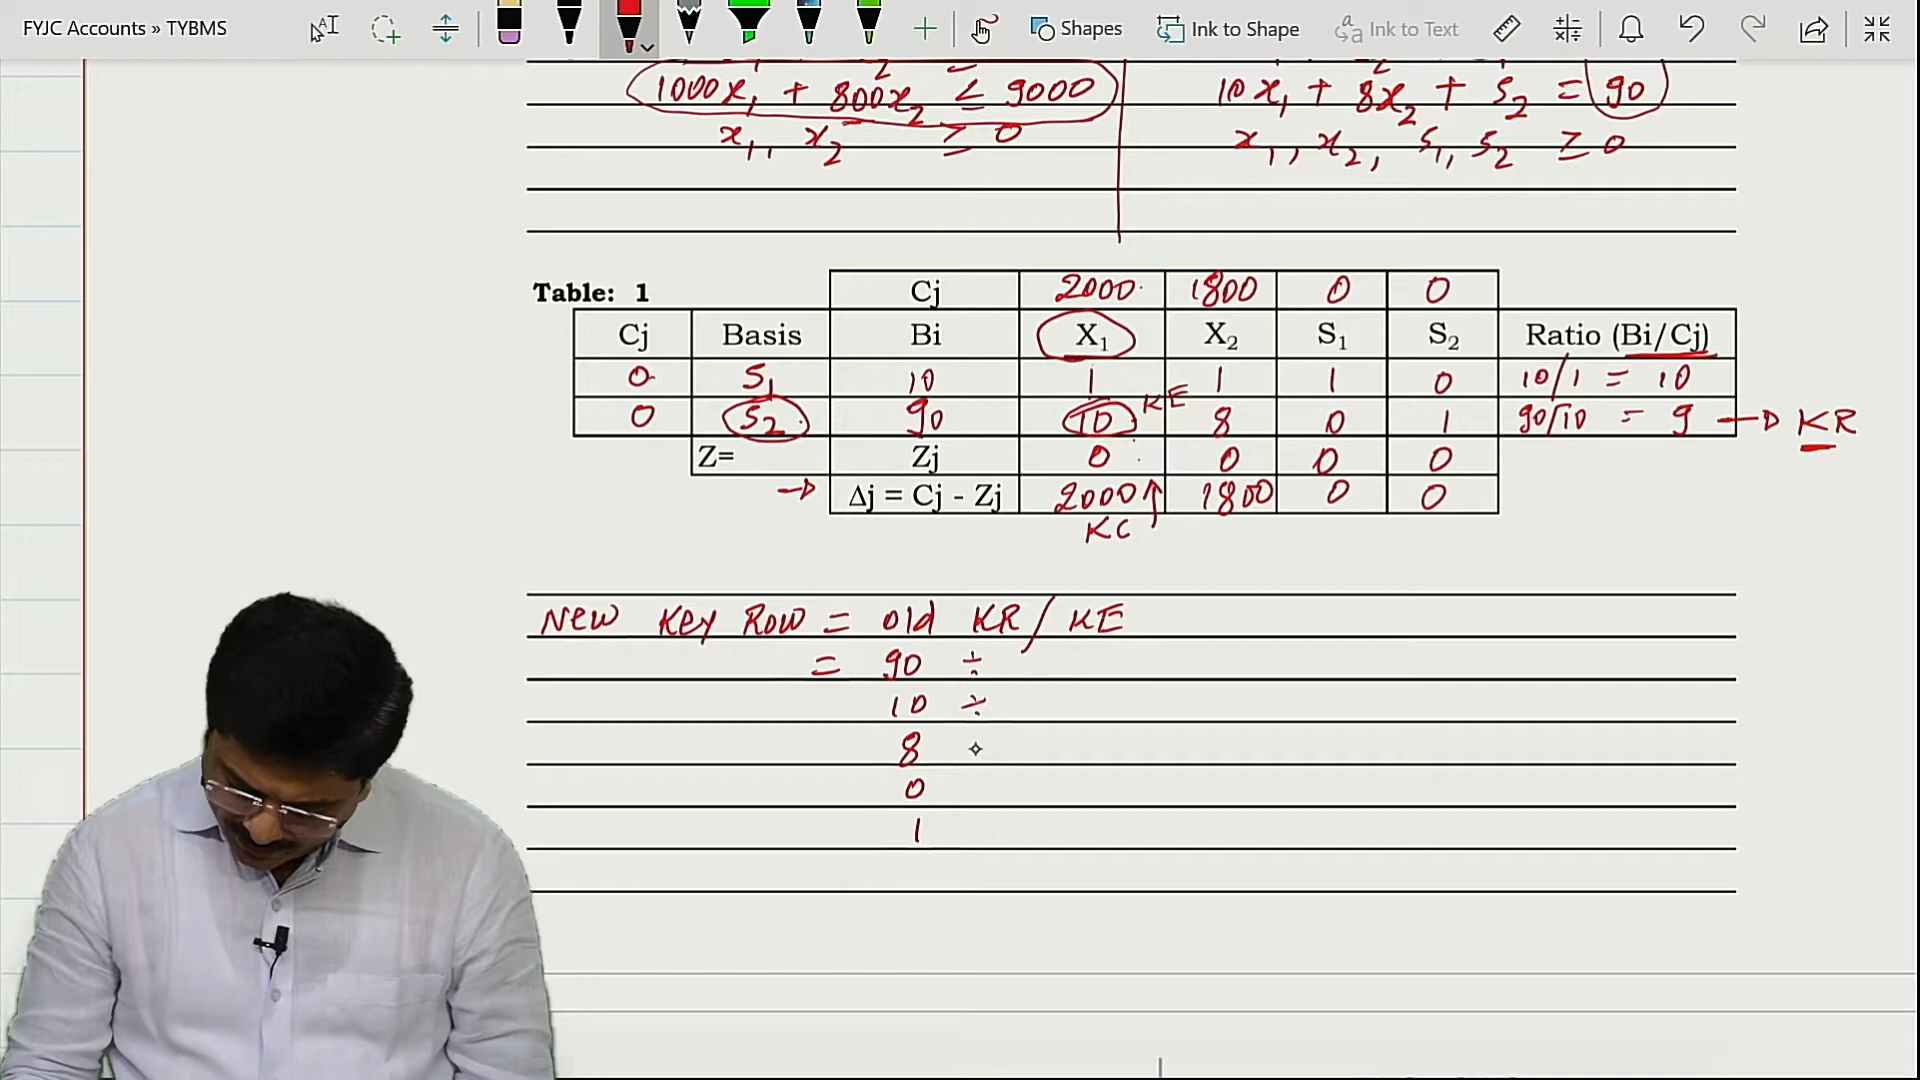 FYJC Accounts » TYBMS
Shapes Ink to Shape Ink to Text
1000x₁ + 800x₂ ≤ 9000 10x₁ + 8x₂ + S₂ = 90
x₁, x₂ ≥ 0 x₁, x₂, S₁, S₂ ≥ 0
Table: 1 Cj 2000 1800 0 0
Cj Basis Bi X₁ X₂ S₁ S₂ Ratio (Bi/Cj)
0 S₁ 10 1 1 1 0 10/1 = 10
0 S₂ 90 10 KE 8 0 1 90/10 = 9 → KR
Z= Zj 0 0 0 0
→ Δj = Cj - Zj 2000 ↑ 1800 0 0
KC
New Key Row = old KR / KE
= 90 ÷
10 ÷
8
0
1